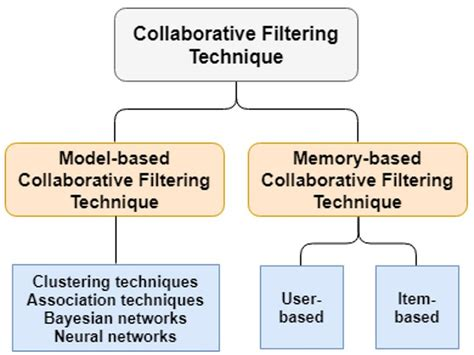 Collaborative Filtering
Technique
Model-based
Collaborative Filtering
Technique
Memory-based
Collaborative Filtering
Technique
Clustering techniques
Association techniques
Bayesian networks
Neural networks
User-
based
Item-
based